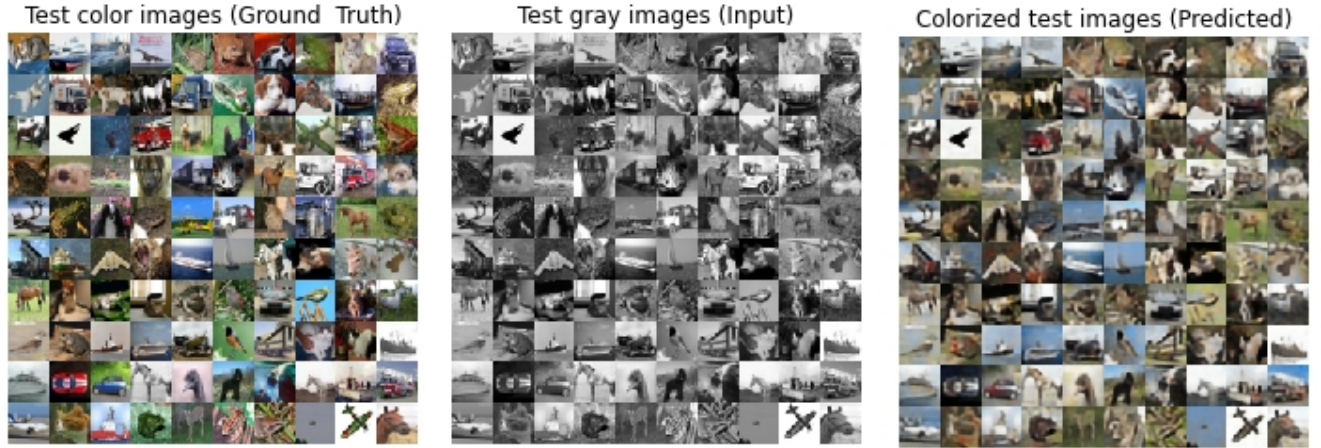 Test color images (Ground Truth)
Test gray images (Input)
Colorized test images (Predicted)